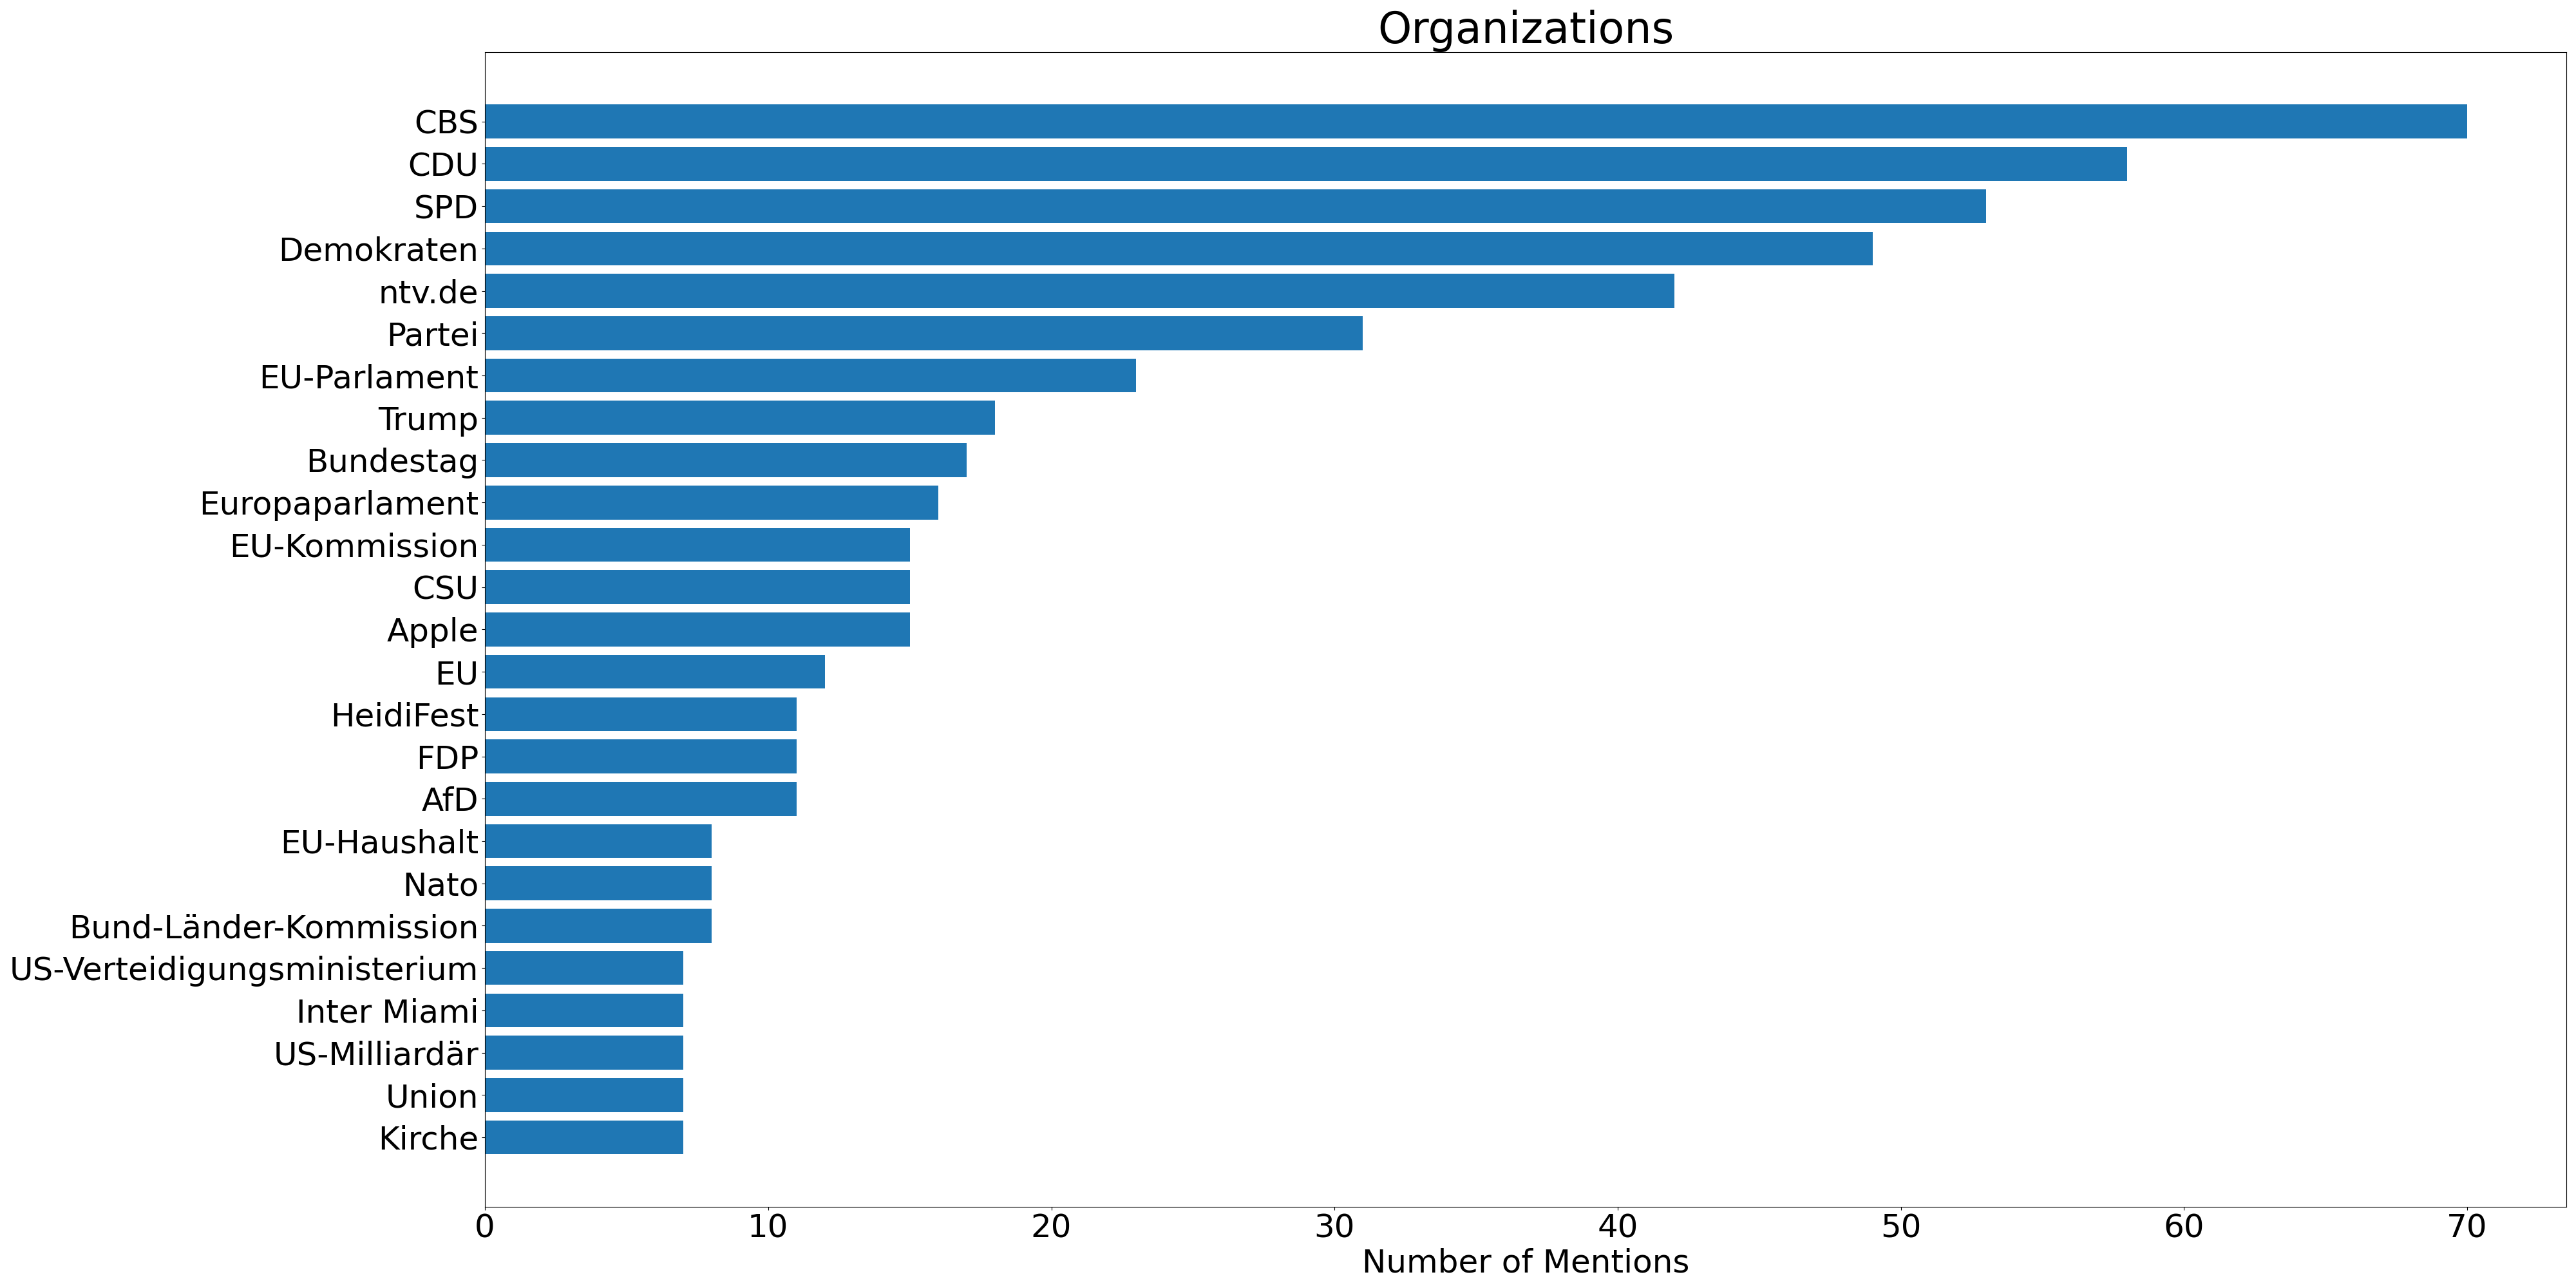 Organizations
CBS
CDU
SPD
Demokraten
ntv.de
Partei
EU-Parlament
Trump
Bundestag
Europaparlament
EU-Kommission
CSU
Apple
EU
HeidiFest
FDP
AfD
EU-Haushalt
Nato
Bund-Länder-Kommission
US-Verteidigungsministerium
Inter Miami
US-Milliardär
Union
Kirche
0 10 20 30 40 50 60 70
Number of Mentions